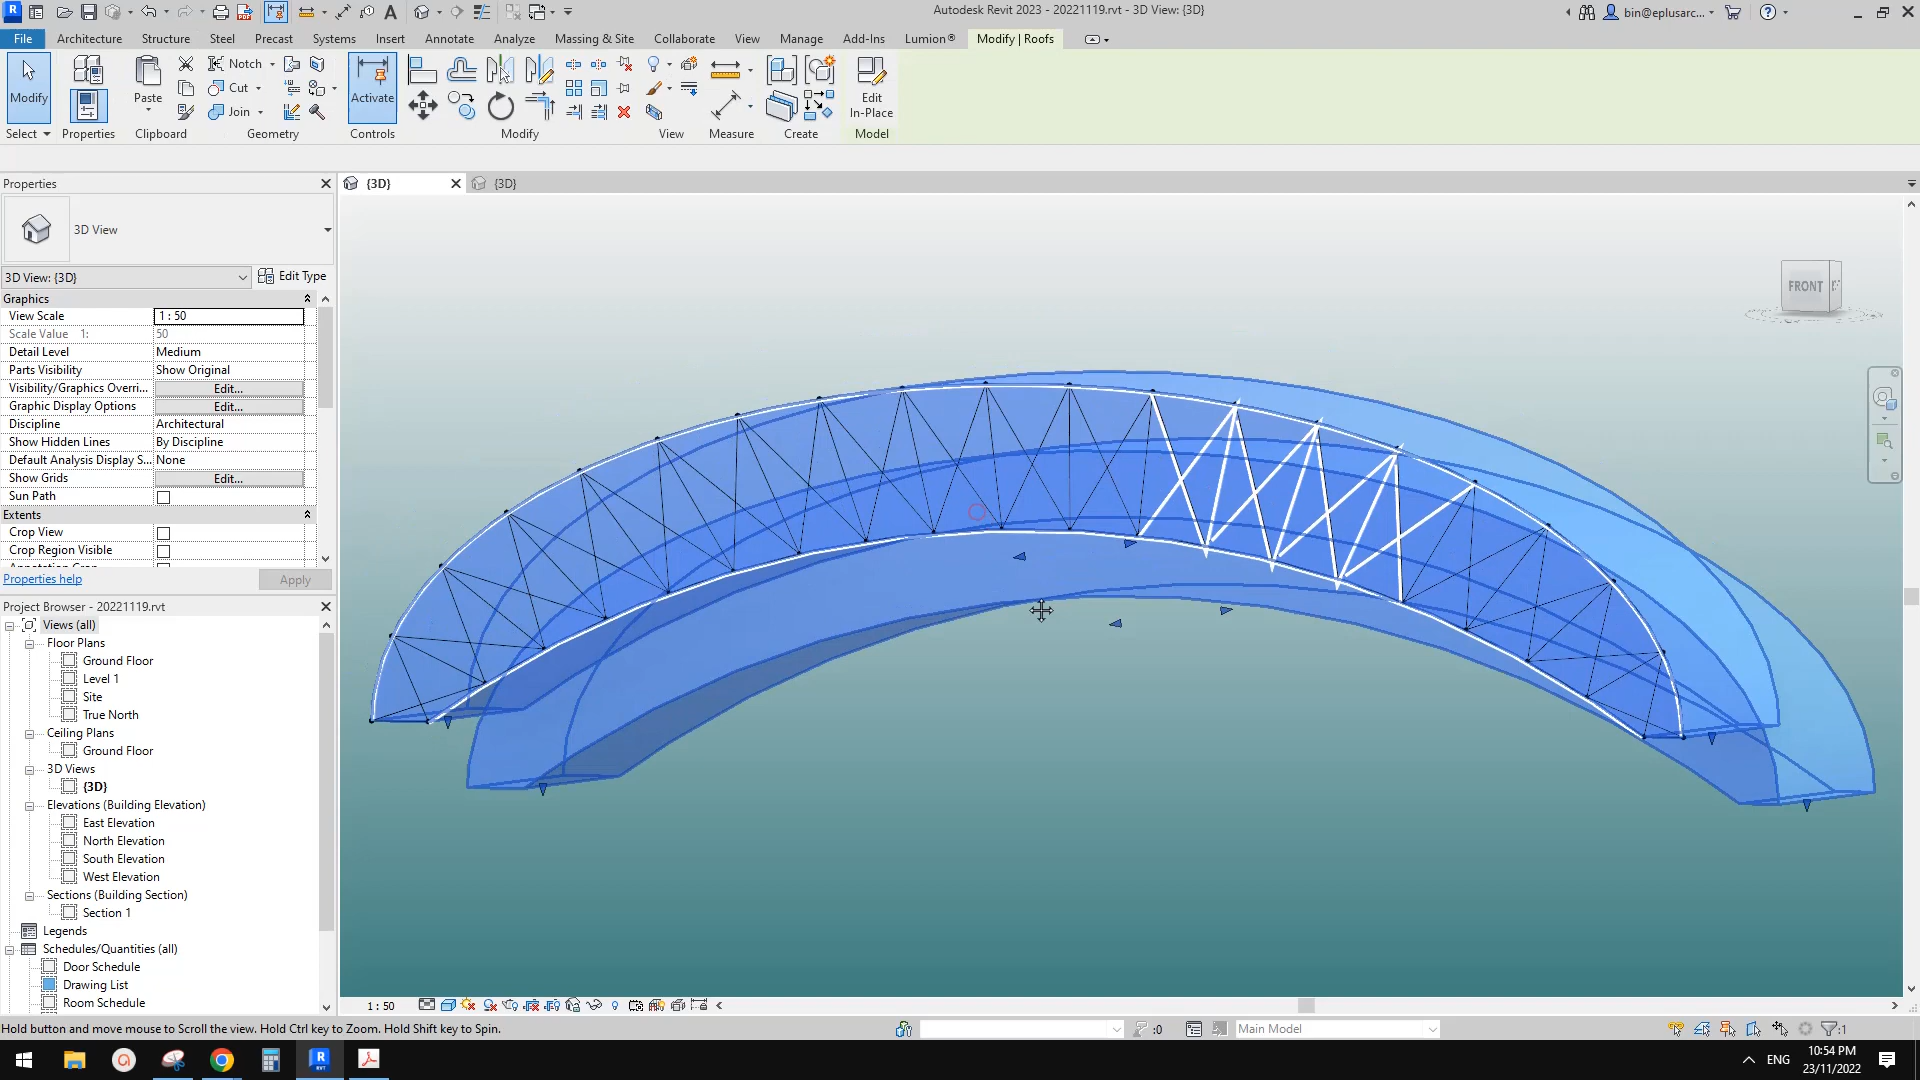 Autodesk Revit 2023 - 20221119.rvt - 3D View: {3D}
bin@eplusarc...
File Architecture Structure Steel Precast Systems Insert Annotate Analyze Massing & Site Collaborate View Manage Add-Ins Lumion® Modify | Roofs
Modify
Paste
Notch
Cut
Join
Activate
Edit
In-Place
Select Properties Clipboard Geometry Controls Modify View Measure Create Model
Properties
{3D}
{3D}
3D View
3D View: {3D}
Edit Type
Graphics
View Scale 1 : 50
Scale Value 1: 50
Detail Level Medium
Parts Visibility Show Original
Visibility/Graphics Overri... Edit...
Graphic Display Options Edit...
Discipline Architectural
Show Hidden Lines By Discipline
Default Analysis Display S... None
Show Grids Edit...
Sun Path
Extents
Crop View
Crop Region Visible
Properties help
Apply
FRONT
Project Browser - 20221119.rvt
Views (all)
Floor Plans
Ground Floor
Level 1
Site
True North
Ceiling Plans
Ground Floor
3D Views
{3D}
Elevations (Building Elevation)
East Elevation
North Elevation
South Elevation
West Elevation
Sections (Building Section)
Section 1
Legends
Schedules/Quantities (all)
Door Schedule
Drawing List
Room Schedule
1 : 50
Hold button and move mouse to Scroll the view. Hold Ctrl key to Zoom. Hold Shift key to Spin.
:0
Main Model
:1
ENG
10:54 PM
23/11/2022